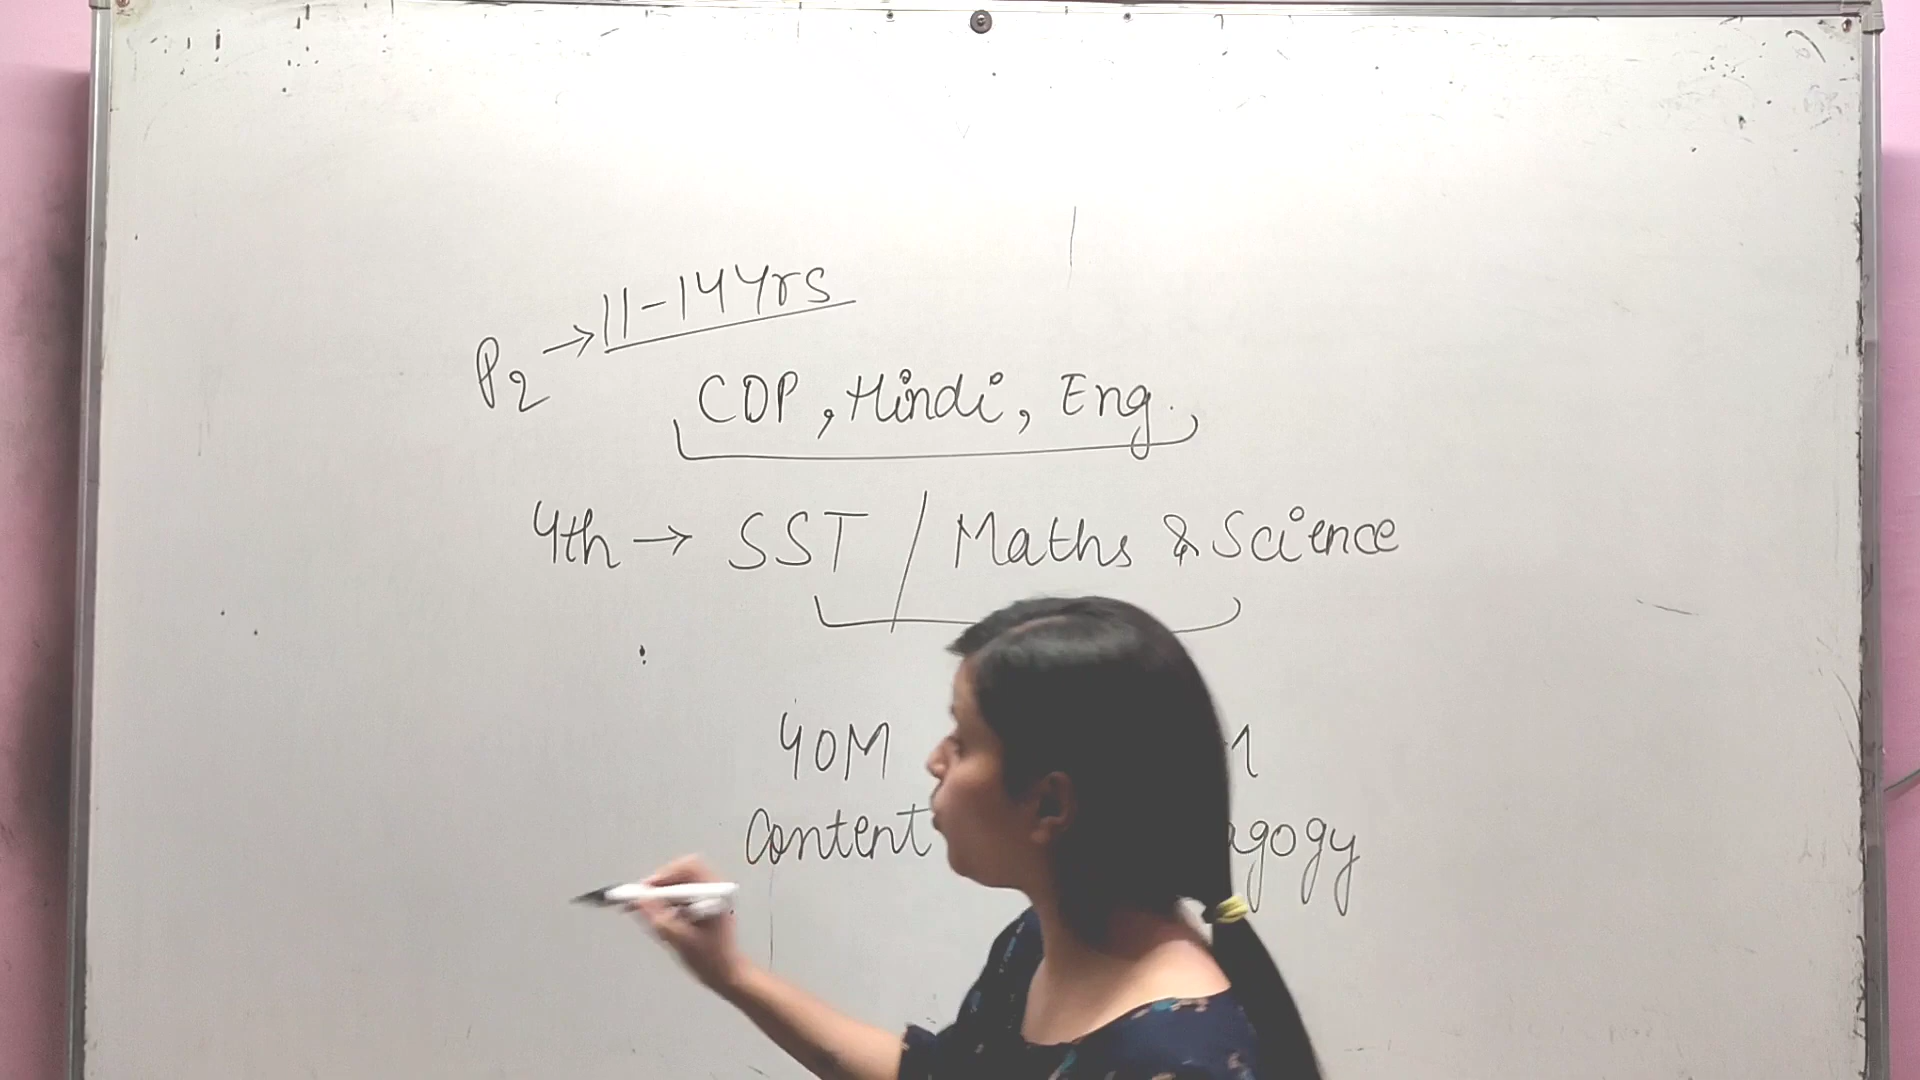 P2 → 11-14 Yrs
CDP, Hindi, Eng.,
4th → SST / Maths & Science
40M
Content